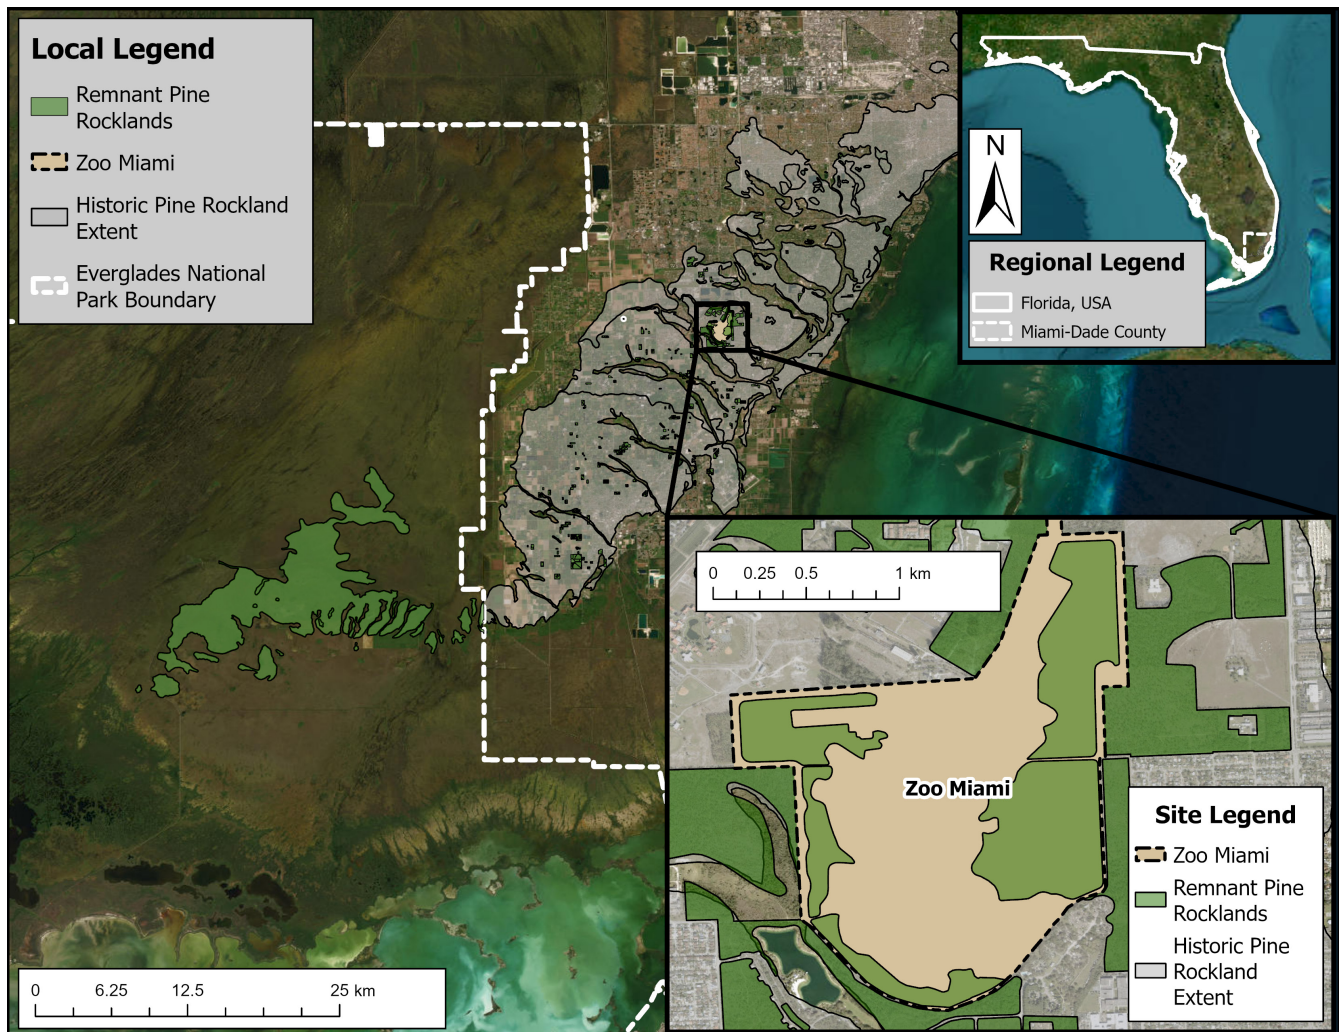 Local Legend
Remnant Pine
Rocklands
Zoo Miami
Historic Pine Rockland
Extent
Everglades National
Park Boundary
N
Regional Legend
Florida, USA
Miami-Dade County
0 0.25 0.5 1 km
Zoo Miami
Site Legend
Zoo Miami
Remnant Pine
Rocklands
Historic Pine
Rockland
Extent
0 6.25 12.5 25 km